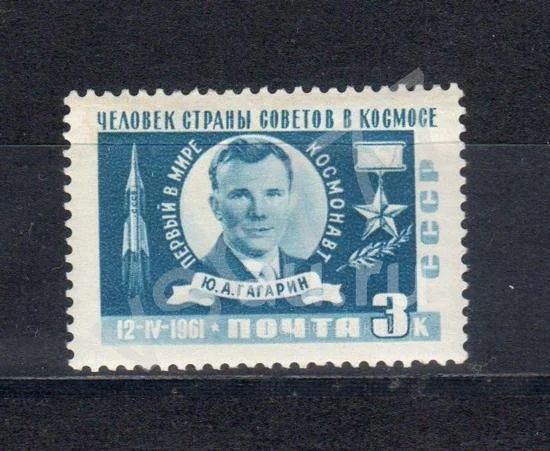 ЧЕЛОВЕК СТРАНЫ СОВЕТОВ В КОСМОСЕ
ПЕРВЫЙ В МИРЕ КОСМОНАВТ
СССР
Ю.А.ГАГАРИН
12-IV-1961 ПОЧТА 3К